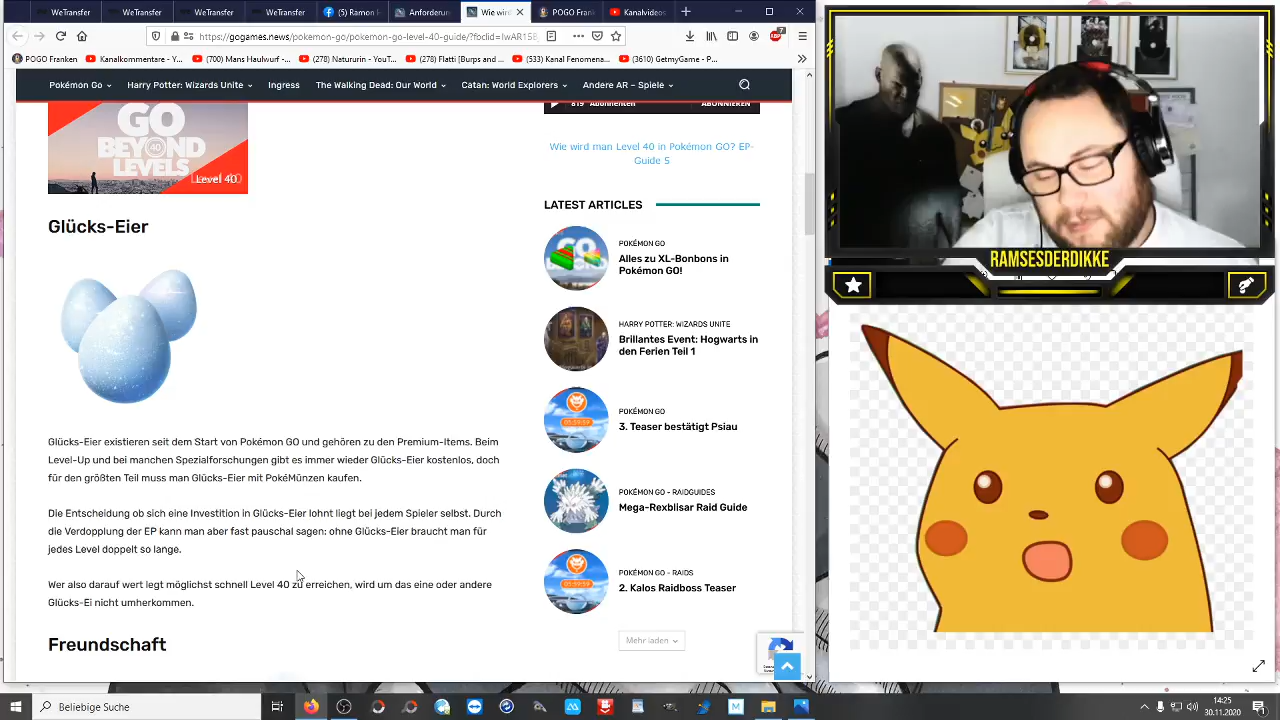 WeTransfer
WeTransfer
WeTransfer
(5) Ramon
Anforderun
Wie wird
POGO Frank
Kanalvideos
https://gogames.news/pokemon-go/pokemon-go-level-40-guide/?fbclid=IwAR158
POGO Franken
Kanalkommentare - Y...
(700) Mans Haulwurf -...
(278) Natururin - YouT...
(278) Flatti [Burps and ...
(533) Kanal Fenomena...
(3610) GetmyGame - P...
Pokémon Go
Harry Potter: Wizards Unite
Ingress
The Walking Dead: Our World
Catan: World Explorers
Andere AR – Spiele
GO
BEYOND
LEVELS
40
Level 40
819 Abonnenten
ABONNIEREN
Wie wird man Level 40 in Pokémon GO? EP-
Guide 5
Glücks-Eier
LATEST ARTICLES
POKÉMON GO
Alles zu XL-Bonbons in
Pokémon GO!
HARRY POTTER: WIZARDS UNITE
Brillantes Event: Hogwarts in
den Ferien Teil 1
POKÉMON GO
3. Teaser bestätigt Psiau
POKÉMON GO - RAIDGUIDES
Mega-Rexblisar Raid Guide
POKÉMON GO - RAIDS
2. Kalos Raidboss Teaser
Mehr laden
Glücks-Eier existieren seit dem Start von Pokémon GO und gehören zu den Premium-Items. Beim
Level-Up und bei manchen Spezialforschungen gibt es immer wieder Glücks-Eier kostenlos, doch
für den größten Teil muss man Glücks-Eier mit PokéMünzen kaufen.
Die Entscheidung ob sich eine Investition in Glücks-Eier lohnt liegt bei jedem Spieler selbst. Durch
die Verdopplung der EP kann man aber fast pauschal sagen: ohne Glücks-Eier braucht man für
jedes Level doppelt so lange.
Wer also darauf wert legt möglichst schnell Level 40 zu erreichen, wird um das eine oder andere
Glücks-Ei nicht umherkommen.
Freundschaft
RAMSESDERDIKKE
Beliebige Suche
14:25
30.11.2020